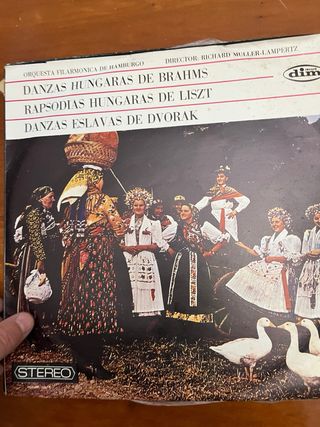 ORQUESTA FILARMONICA DE HAMBURGO DIRECTOR: RICHARD MULLER-LAMPERTZ
DANZAS HUNGARAS DE BRAHMS
dim
RAPSODIAS HUNGARAS DE LISZT
DANZAS ESLAVAS DE DVORAK
STEREO